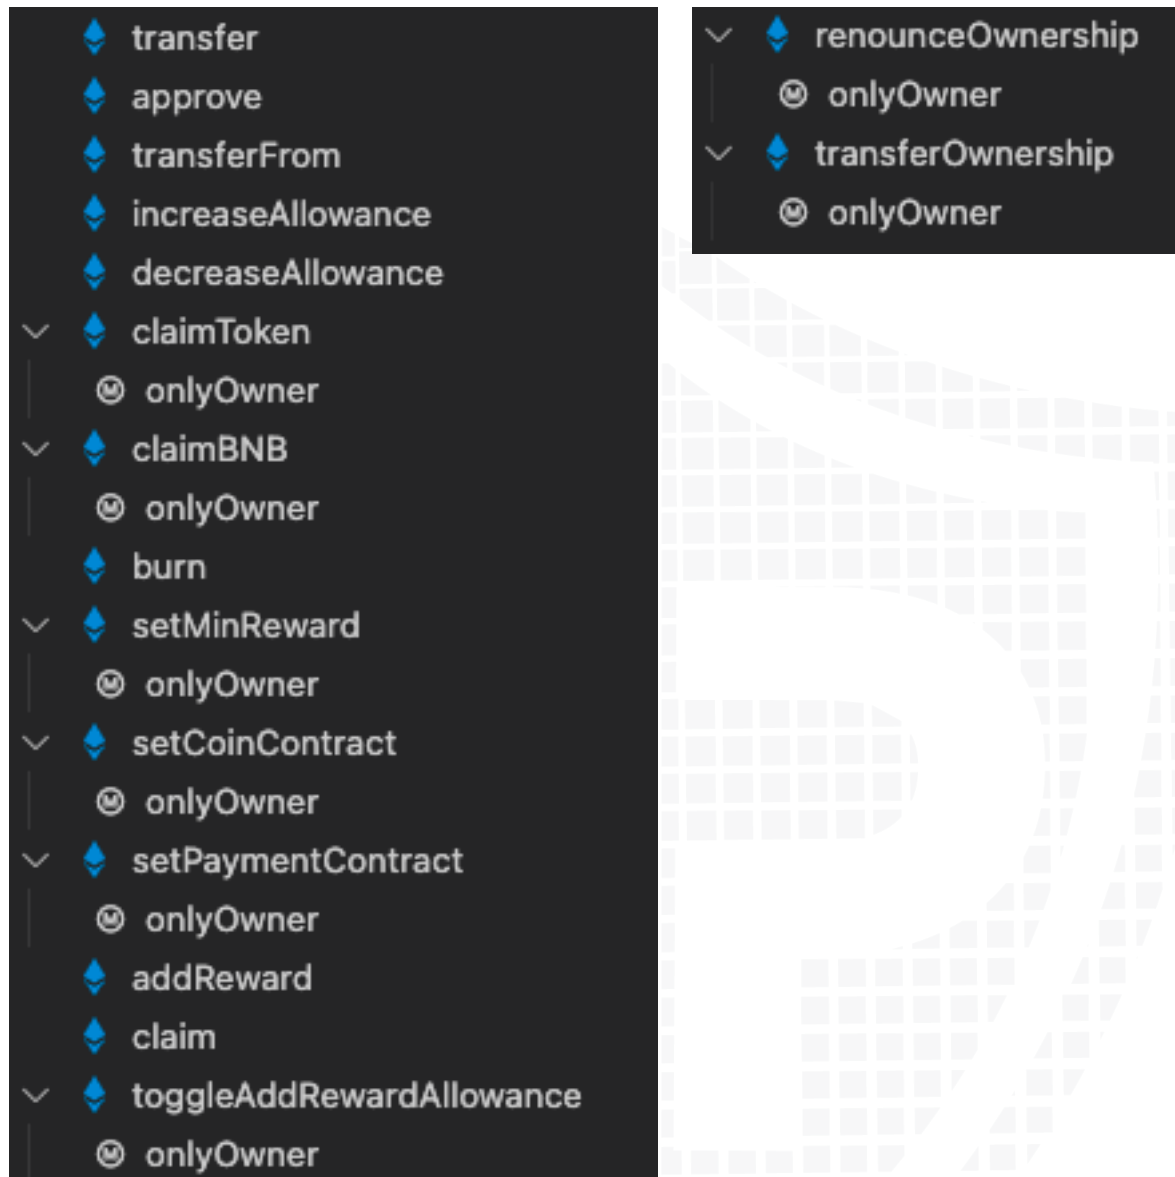 transfer
approve
transferFrom
increaseAllowance
decreaseAllowance
claimToken
onlyOwner
claimBNB
onlyOwner
burn
setMinReward
onlyOwner
setCoinContract
onlyOwner
setPaymentContract
onlyOwner
addReward
claim
toggleAddRewardAllowance
onlyOwner
renounceOwnership
onlyOwner
transferOwnership
onlyOwner